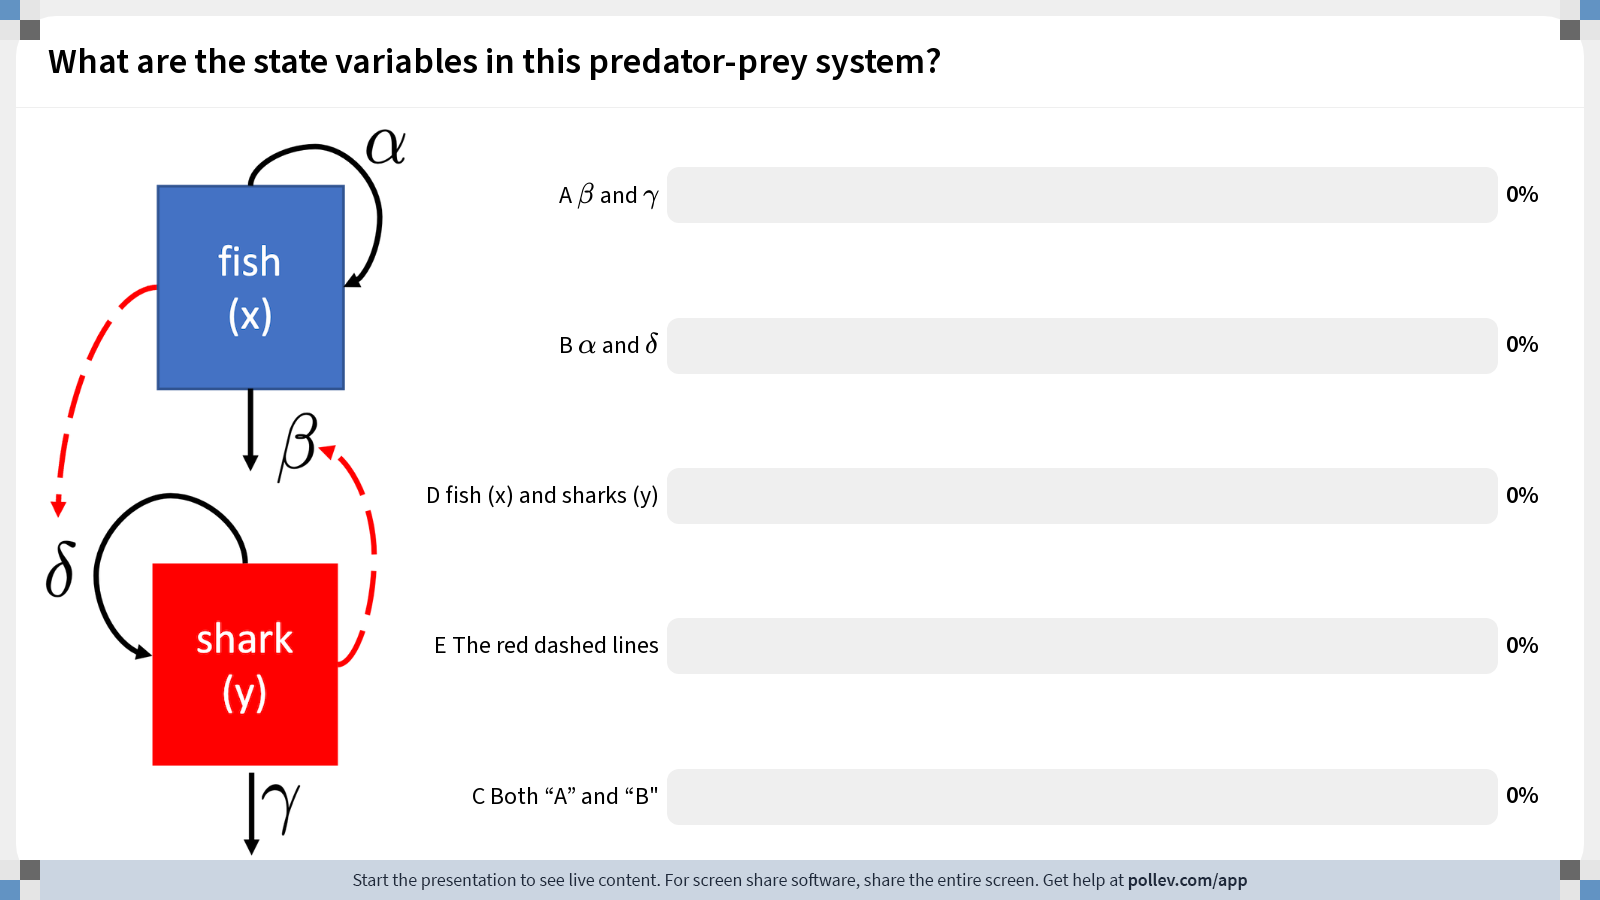 What are the state variables in this predator-prey system?
α
fish
(x)
β
δ
shark
(y)
γ
A β and γ
0%
B α and δ
0%
D fish (x) and sharks (y)
0%
E The red dashed lines
0%
C Both “A” and “B"
0%
Start the presentation to see live content. For screen share software, share the entire screen. Get help at pollev.com/app